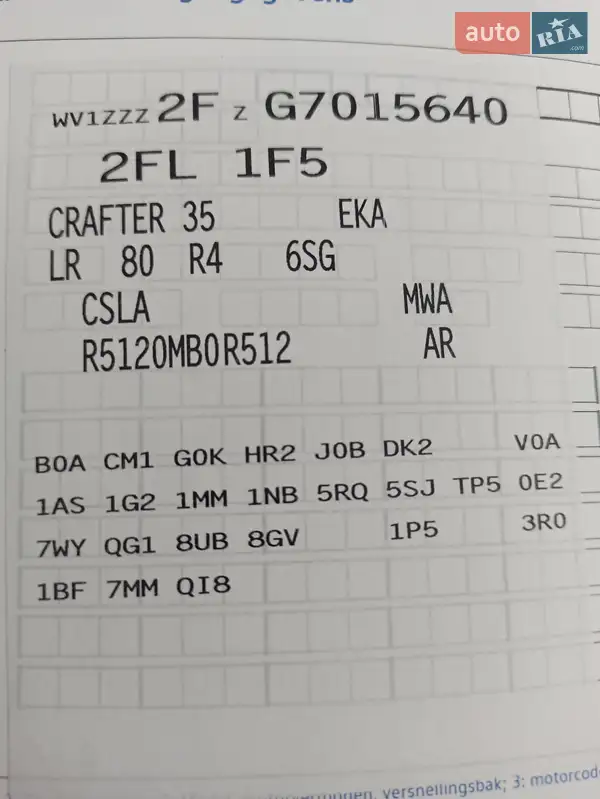 auto RIA .com
WV1ZZZ 2F Z G7015640
2FL 1F5
CRAFTER 35 EKA
LR 80 R4 6SG
CSLA MWA
R5120MB0R512 AR
B0A CM1 G0K HR2 J0B DK2 V0A
1AS 1G2 1MM 1NB 5RQ 5SJ TP5 0E2
7WY QG1 8UB 8GV 1P5 3R0
1BF 7MM QI8
versnellingsbak; 3: motorcod